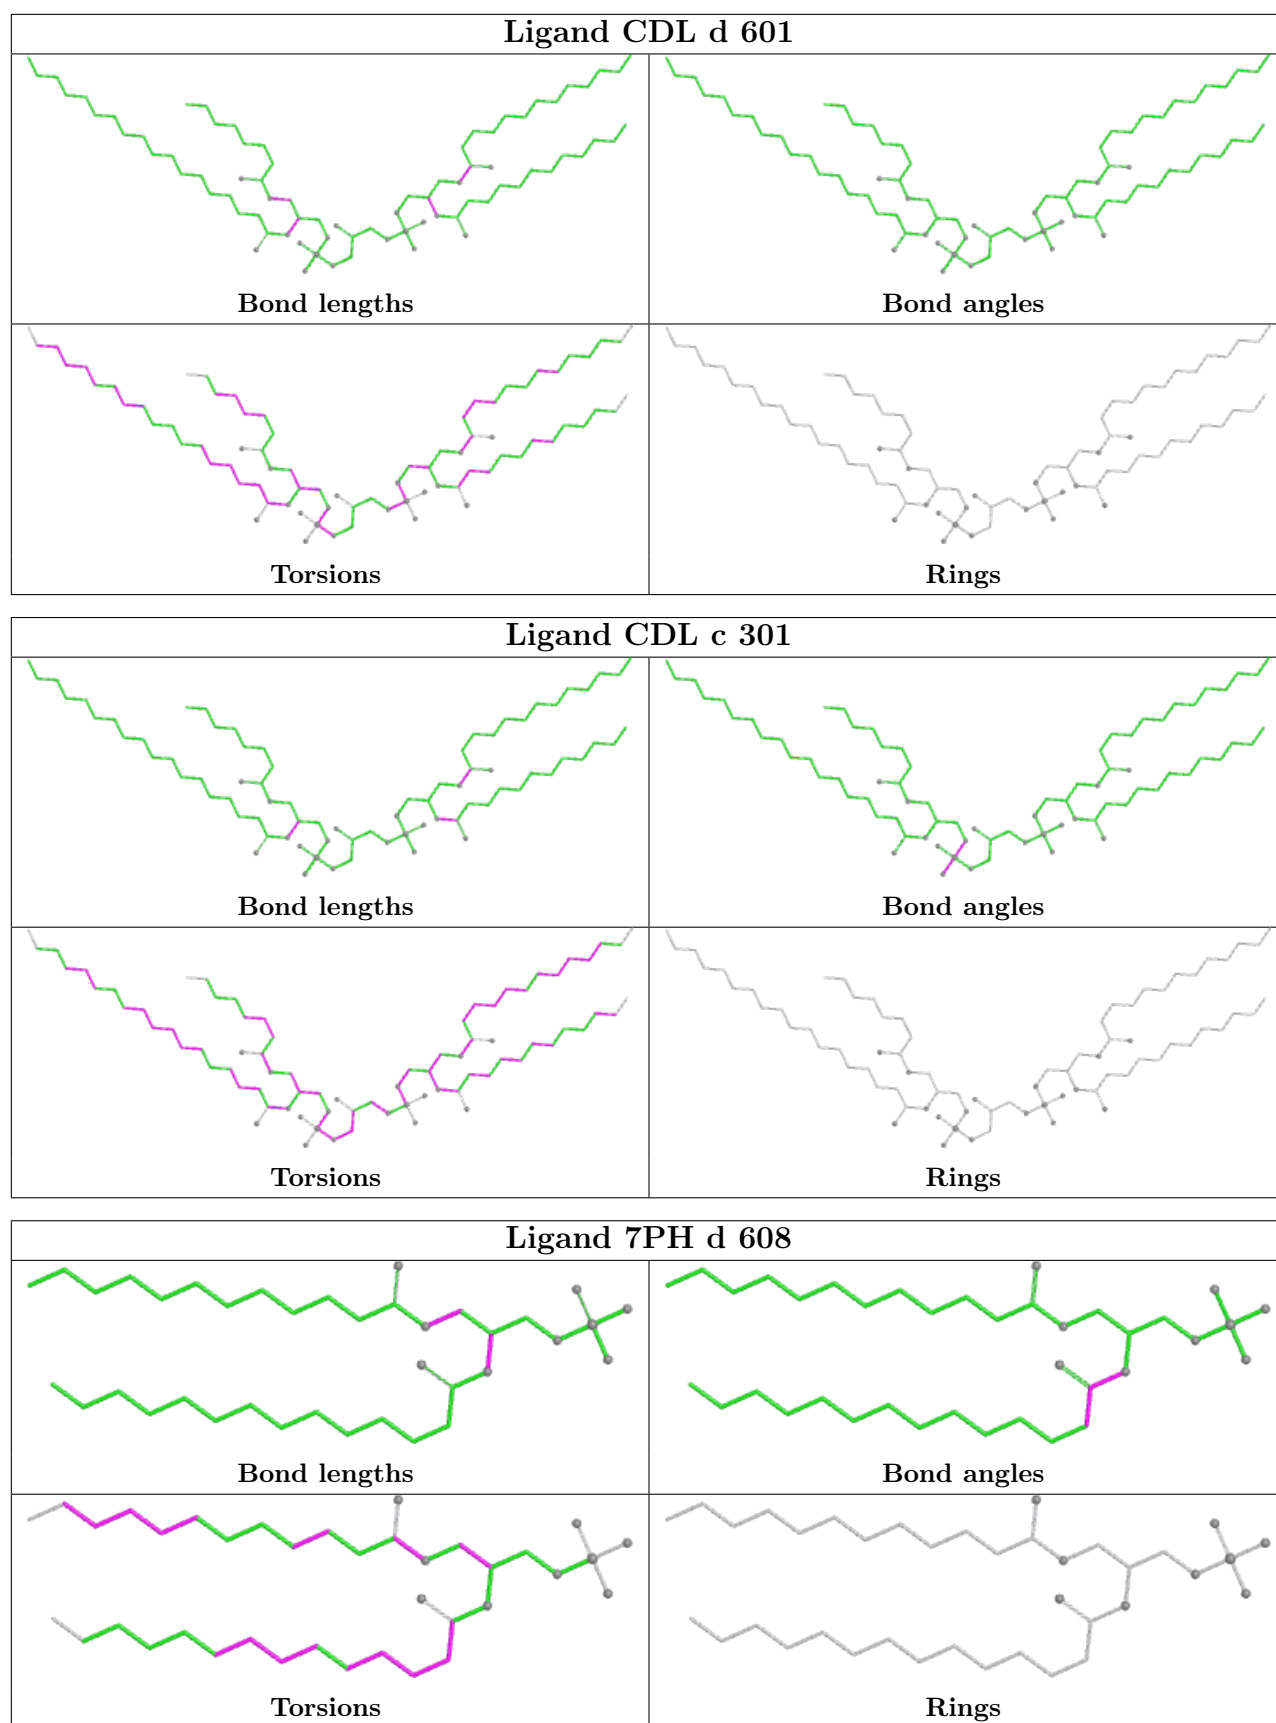 Ligand CDL d 601
Bond lengths
Bond angles
Torsions
Rings
Ligand CDL c 301
Bond lengths
Bond angles
Torsions
Rings
Ligand 7PH d 608
Bond lengths
Bond angles
Torsions
Rings